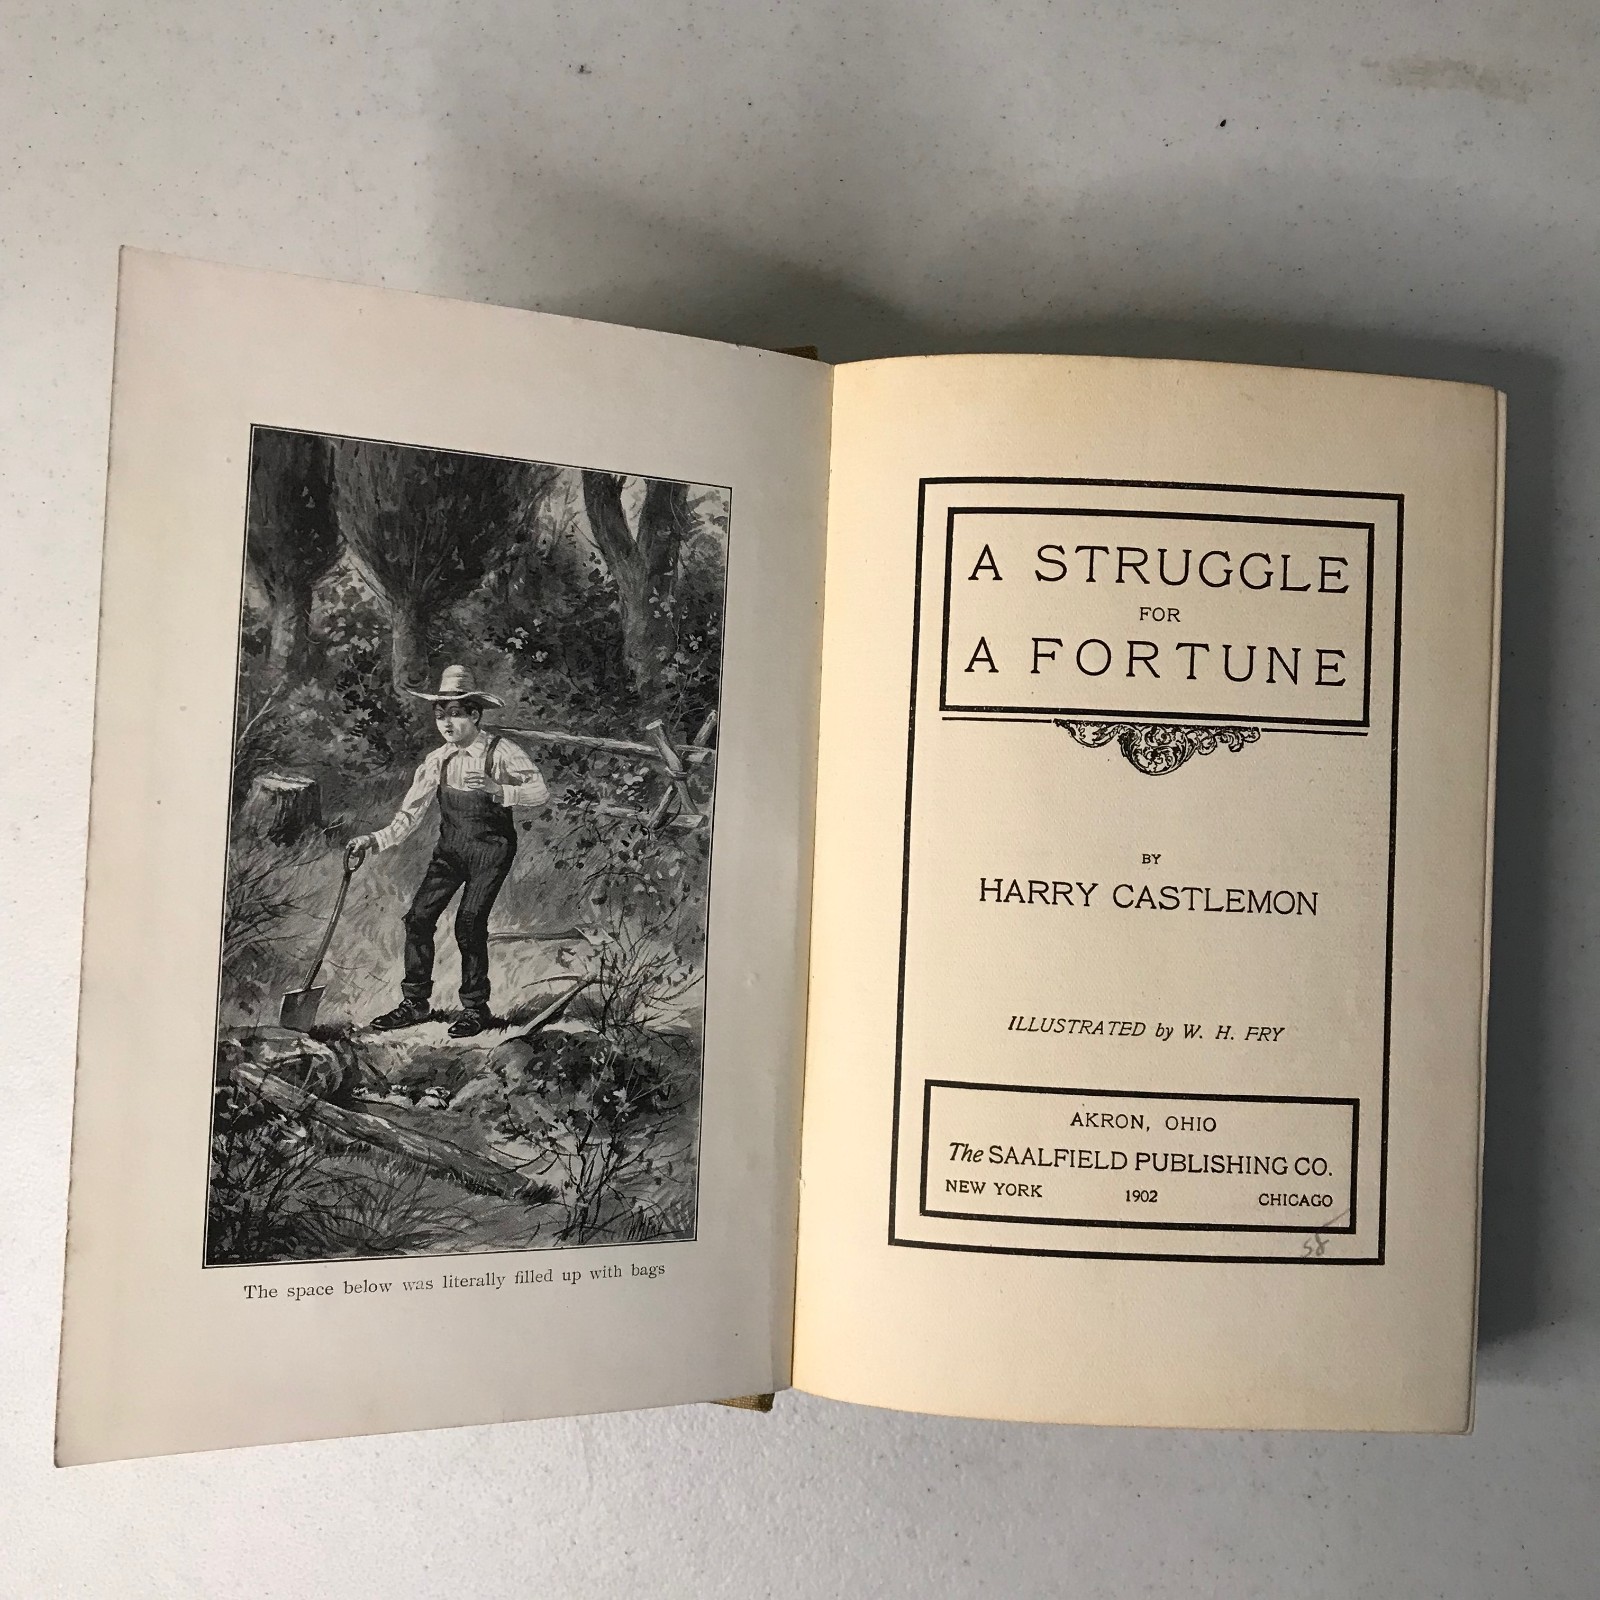 The space below was literally filled up with bags
A STRUGGLE
FOR
A FORTUNE
BY
HARRY CASTLEMON
ILLUSTRATED by W. H. FRY
AKRON, OHIO
The SAALFIELD PUBLISHING CO.
NEW YORK 1902 CHICAGO
58